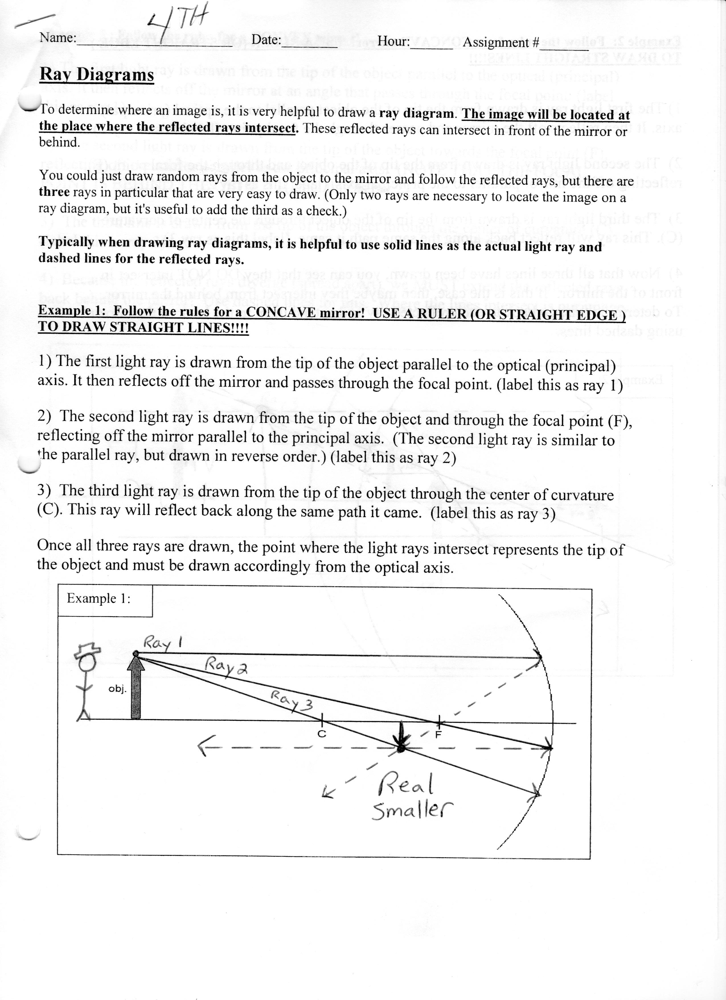 4TH
Name:____________ Date:________ Hour:______ Assignment #_______
Ray Diagrams
To determine where an image is, it is very helpful to draw a ray diagram. The image will be located at
the place where the reflected rays intersect. These reflected rays can intersect in front of the mirror or
behind.
You could just draw random rays from the object to the mirror and follow the reflected rays, but there are
three rays in particular that are very easy to draw. (Only two rays are necessary to locate the image on a
ray diagram, but it's useful to add the third as a check.)
Typically when drawing ray diagrams, it is helpful to use solid lines as the actual light ray and
dashed lines for the reflected rays.
Example 1: Follow the rules for a CONCAVE mirror! USE A RULER (OR STRAIGHT EDGE )
TO DRAW STRAIGHT LINES!!!!
1) The first light ray is drawn from the tip of the object parallel to the optical (principal)
axis. It then reflects off the mirror and passes through the focal point. (label this as ray 1)
2) The second light ray is drawn from the tip of the object and through the focal point (F),
reflecting off the mirror parallel to the principal axis. (The second light ray is similar to
the parallel ray, but drawn in reverse order.) (label this as ray 2)
3) The third light ray is drawn from the tip of the object through the center of curvature
(C). This ray will reflect back along the same path it came. (label this as ray 3)
Once all three rays are drawn, the point where the light rays intersect represents the tip of
the object and must be drawn accordingly from the optical axis.
Example 1:
Ray 1
Ray 2
obj.
Ray 3
C
F
Real
Smaller